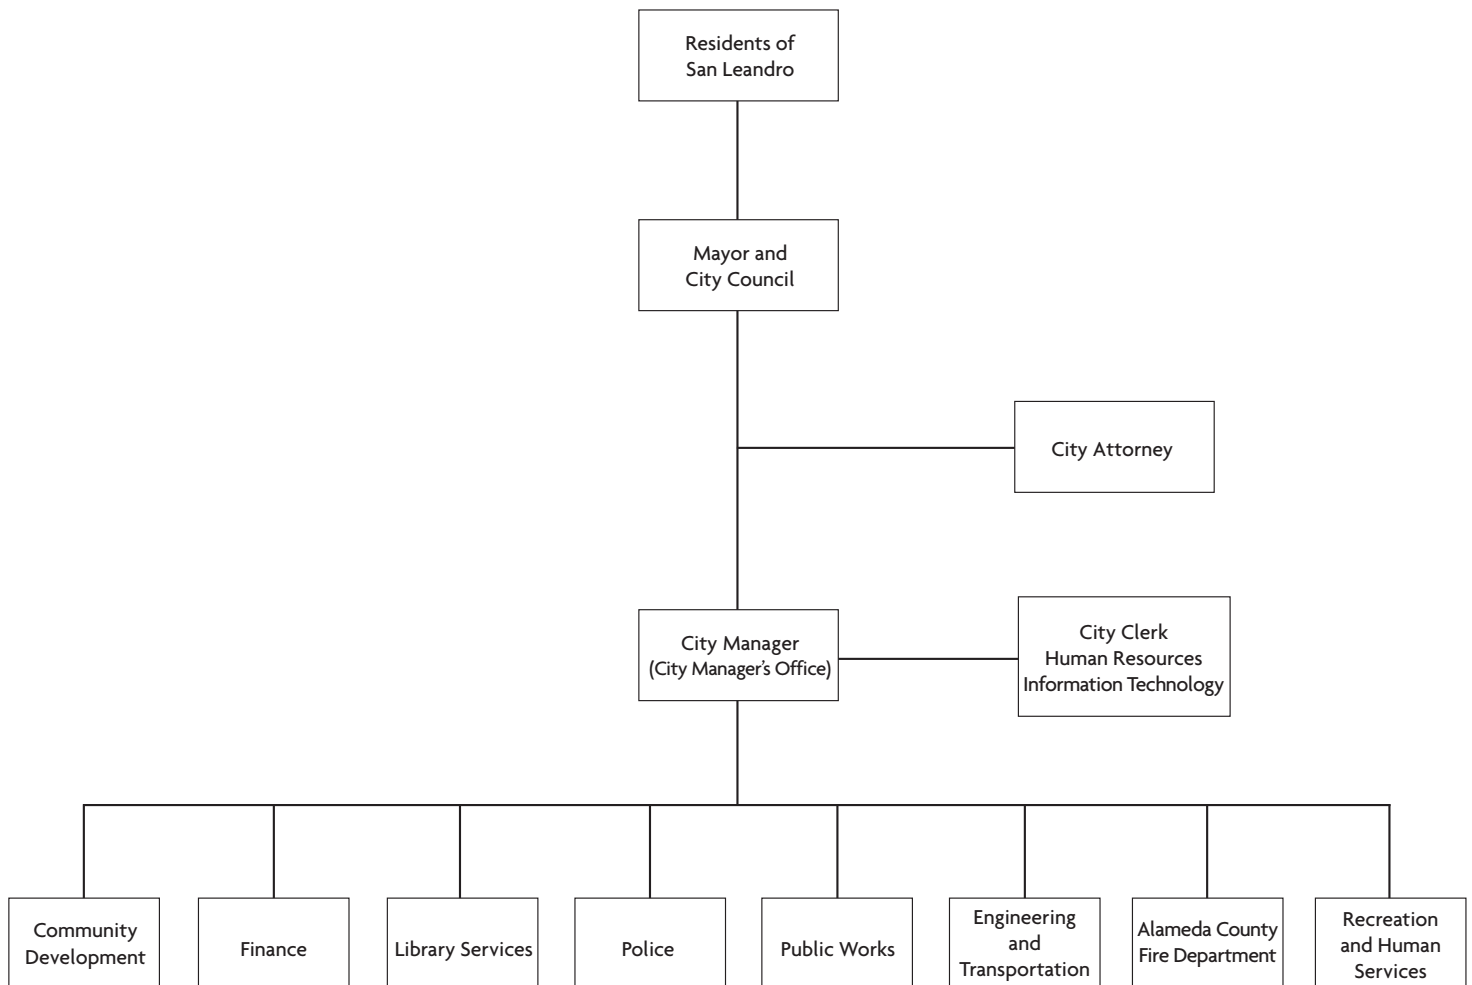 Residents of
San Leandro
Mayor and
City Council
City Attorney
City Manager
(City Manager's Office)
City Clerk
Human Resources
Information Technology
Community
Development
Finance
Library Services
Police
Public Works
Engineering
and
Transportation
Alameda County
Fire Department
Recreation
and Human
Services